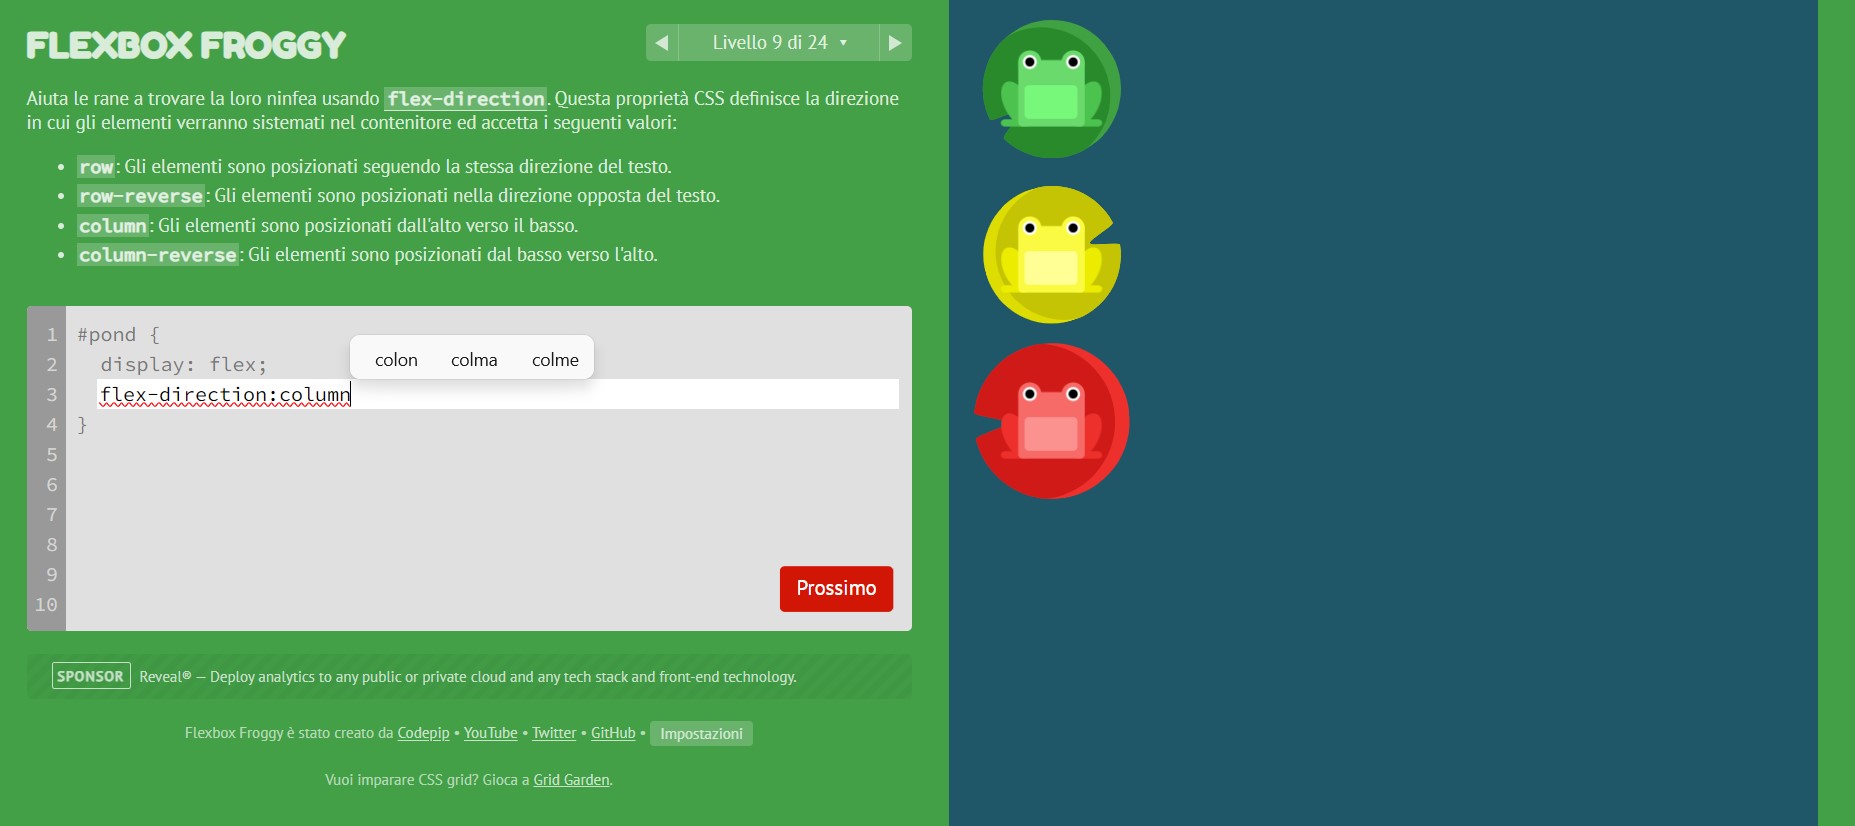 FLEXBOX FROGGY
Livello 9 di 24
Aiuta le rane a trovare la loro ninfea usando flex-direction. Questa proprietà CSS definisce la direzione
in cui gli elementi verranno sistemati nel contenitore ed accetta i seguenti valori:
• row: Gli elementi sono posizionati seguendo la stessa direzione del testo.
• row-reverse: Gli elementi sono posizionati nella direzione opposta del testo.
• column: Gli elementi sono posizionati dall'alto verso il basso.
• column-reverse: Gli elementi sono posizionati dal basso verso l'alto.
1 #pond {
colon colma colme
2 display: flex;
3 flex-direction:column
4 }
5
6
7
8
9
10
Prossimo
SPONSOR Reveal® — Deploy analytics to any public or private cloud and any tech stack and front-end technology.
Flexbox Froggy è stato creato da Codepip • YouTube • Twitter • GitHub • Impostazioni
Vuoi imparare CSS grid? Gioca a Grid Garden.